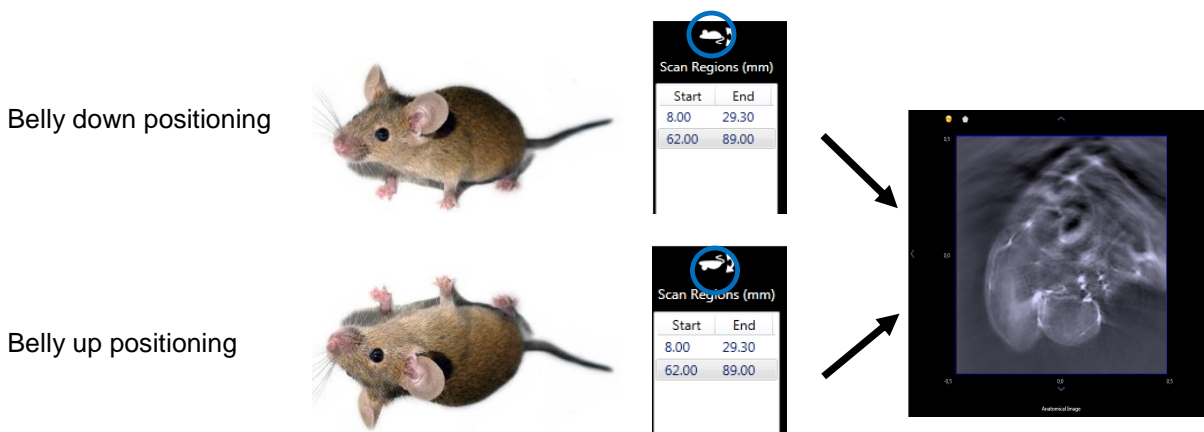 Belly down positioning
Scan Regions (mm)
Start End
8.00 29.30
62.00 89.00
Belly up positioning
Scan Regions (mm)
Start End
8.00 29.30
62.00 89.00
0,5
0,0
-0,5 0,0 0,5
Anatomical Image